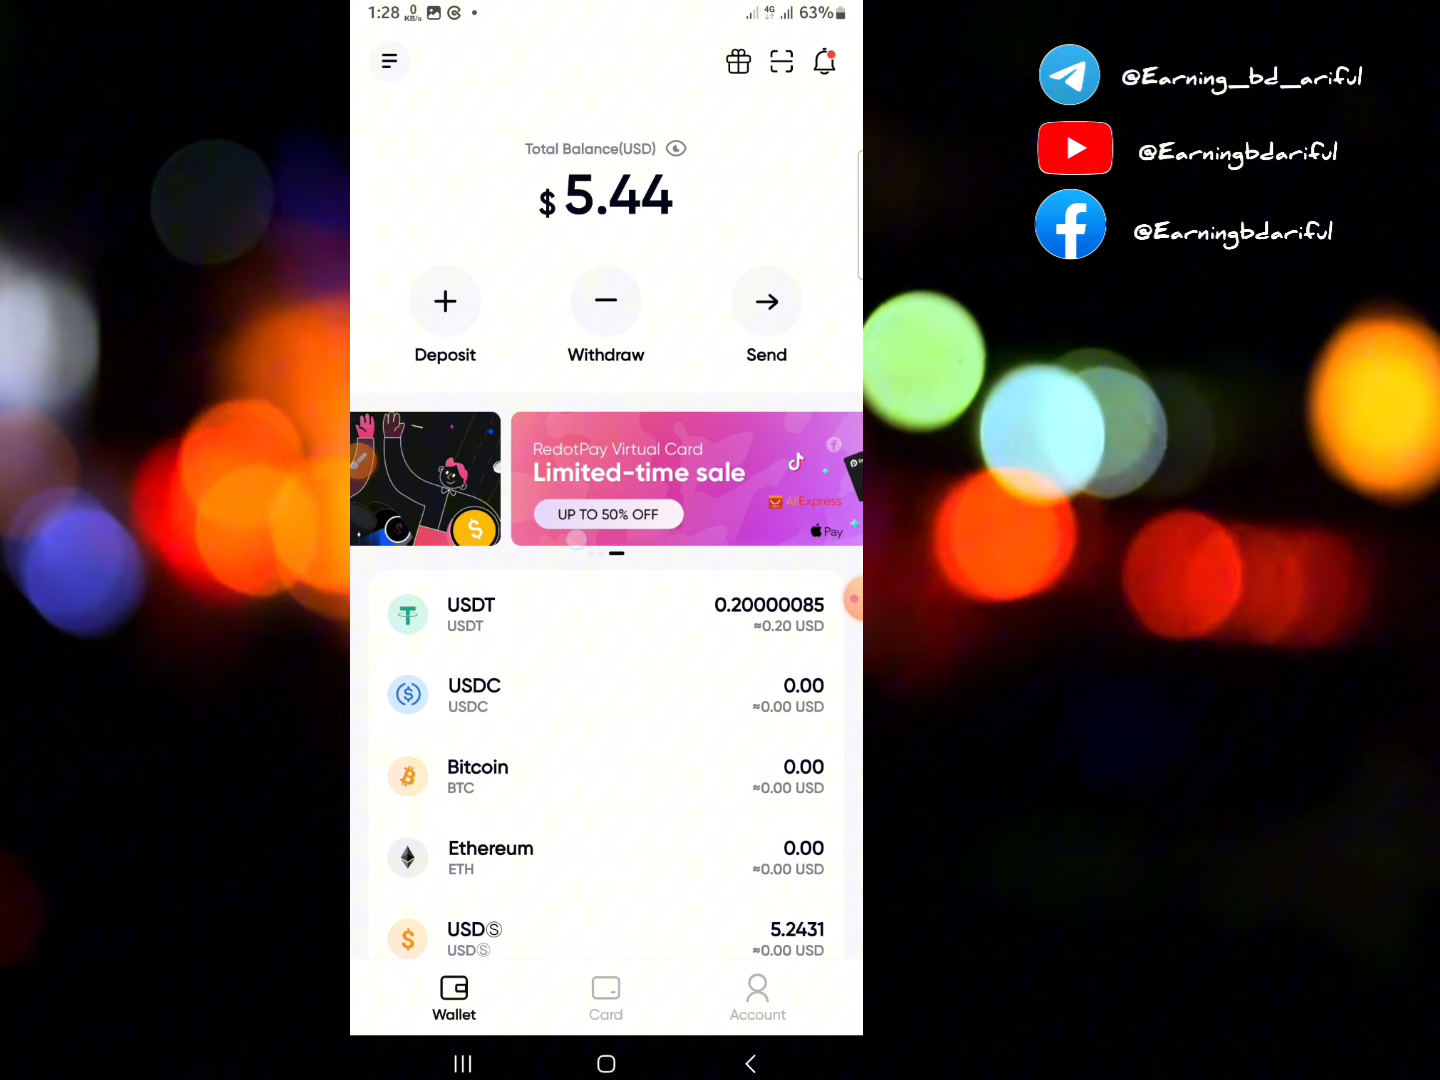 1:28 0 KB/s 4G 63%
@Earning_bd_ariful
@Earningbdariful
@Earningbdariful
Total Balance(USD)
$ 5.44
Deposit Withdraw Send
RedotPay Virtual Card
Limited-time sale
AliExpress
UP TO 50% OFF
Pay
USDT 0.20000085
USDT ≈0.20 USD
USDC 0.00
USDC ≈0.00 USD
Bitcoin 0.00
BTC ≈0.00 USD
Ethereum 0.00
ETH ≈0.00 USD
USDⓈ 5.2431
USDⓈ ≈0.00 USD
Wallet Card Account